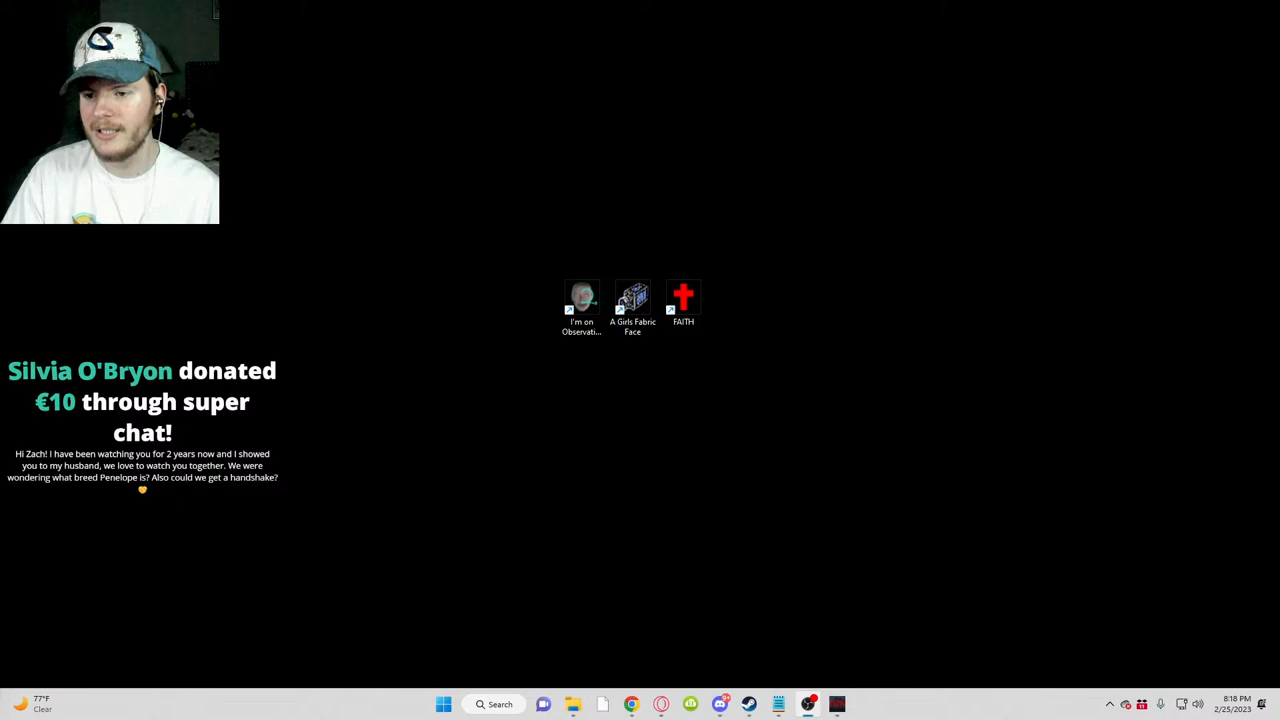 I'm on
Observati...
A Girls Fabric
Face
FAITH
Silvia O'Bryon donated
€10 through super
chat!
Hi Zach! I have been watching you for 2 years now and I showed
you to my husband, we love to watch you together. We were
wondering what breed Penelope is? Also could we get a handshake?
🧡
77°F
Clear
Search
9+
11
8:18 PM
2/25/2023